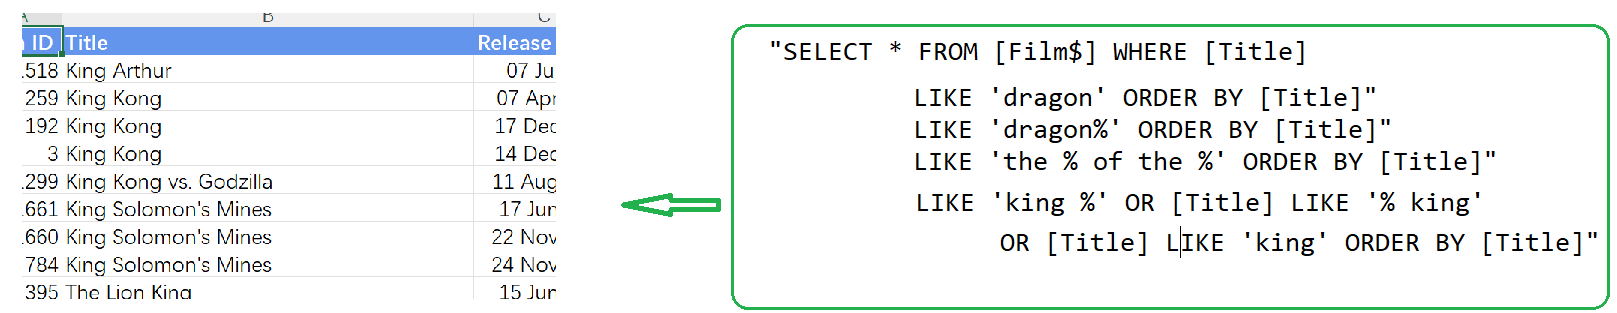 B C
ID Title Release
.518 King Arthur 07 Ju
259 King Kong 07 Apr
192 King Kong 17 Dec
3 King Kong 14 Dec
.299 King Kong vs. Godzilla 11 Aug
.661 King Solomon's Mines 17 Jun
.660 King Solomon's Mines 22 Nov
784 King Solomon's Mines 24 Nov
395 The Lion King 15 Jun
"SELECT * FROM [Film$] WHERE [Title]
LIKE 'dragon' ORDER BY [Title]"
LIKE 'dragon%' ORDER BY [Title]"
LIKE 'the % of the %' ORDER BY [Title]"
LIKE 'king %' OR [Title] LIKE '% king'
OR [Title] LIKE 'king' ORDER BY [Title]"